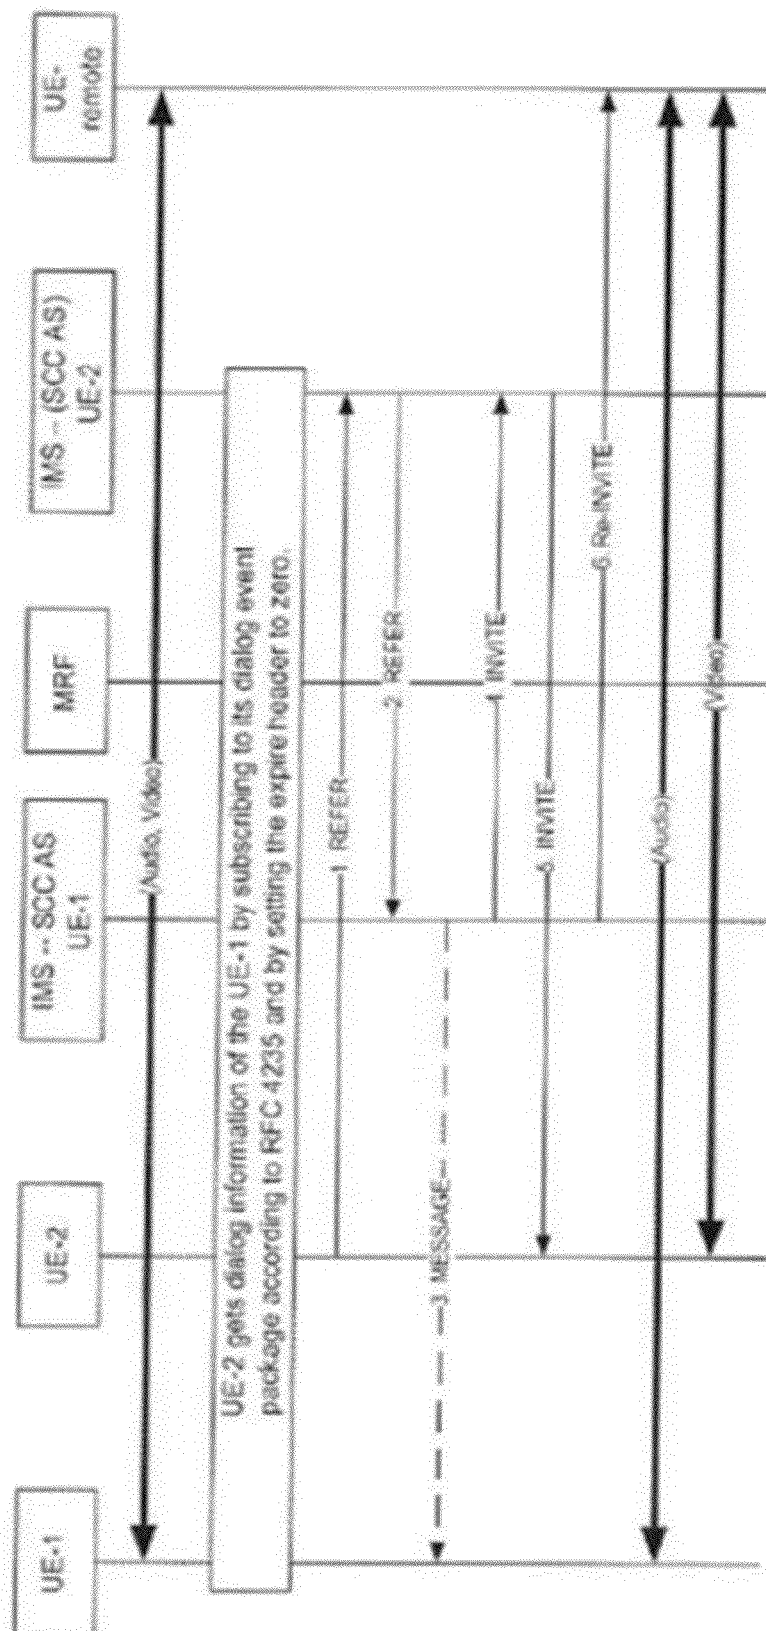 UE-1
UE-2
IMS -- SCC AS
UE-1
MRF
IMS -- (SCC AS)
UE-2
UE-
remote
(Audio, Video)
UE-2 gets dialog information of the UE-1 by subscribing to its dialog event
package according to RFC 4235 and by setting the expire header to zero.
1 REFER
2 REFER
3 MESSAGE
4 INVITE
5 INVITE
6 Re-INVITE
(Audio)
(Video)